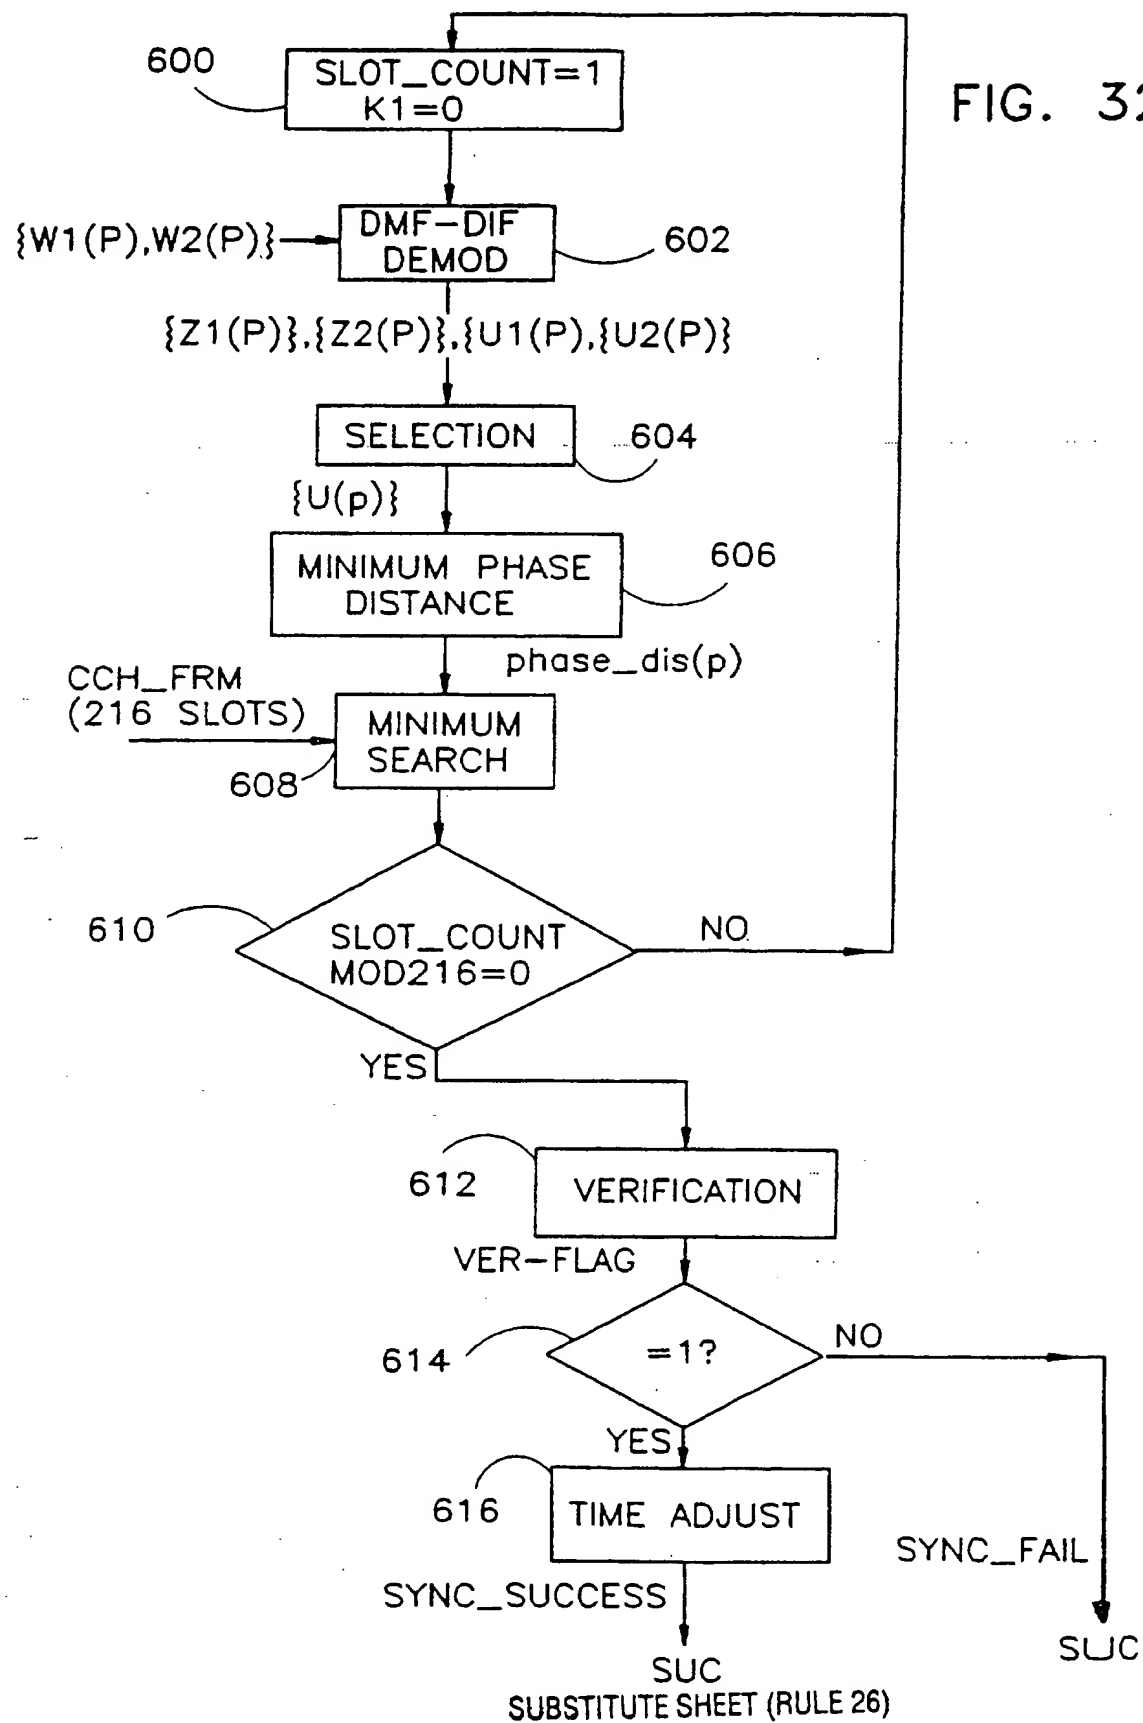 600
SLOT_COUNT=1
K1=0
FIG. 32
{W1(P),W2(P)}
DMF-DIF
DEMOD
602
{Z1(P)},{Z2(P)},{U1(P),{U2(P)}
SELECTION
604
{U(p)}
MINIMUM PHASE
DISTANCE
606
phase_dis(p)
CCH_FRM
(216 SLOTS)
MINIMUM
SEARCH
608
610
SLOT_COUNT
MOD216=0
NO
YES
612
VERIFICATION
VER-FLAG
614
=1?
NO
YES
616
TIME ADJUST
SYNC_FAIL
SYNC_SUCCESS
SUC
SUC
SUBSTITUTE SHEET (RULE 26)